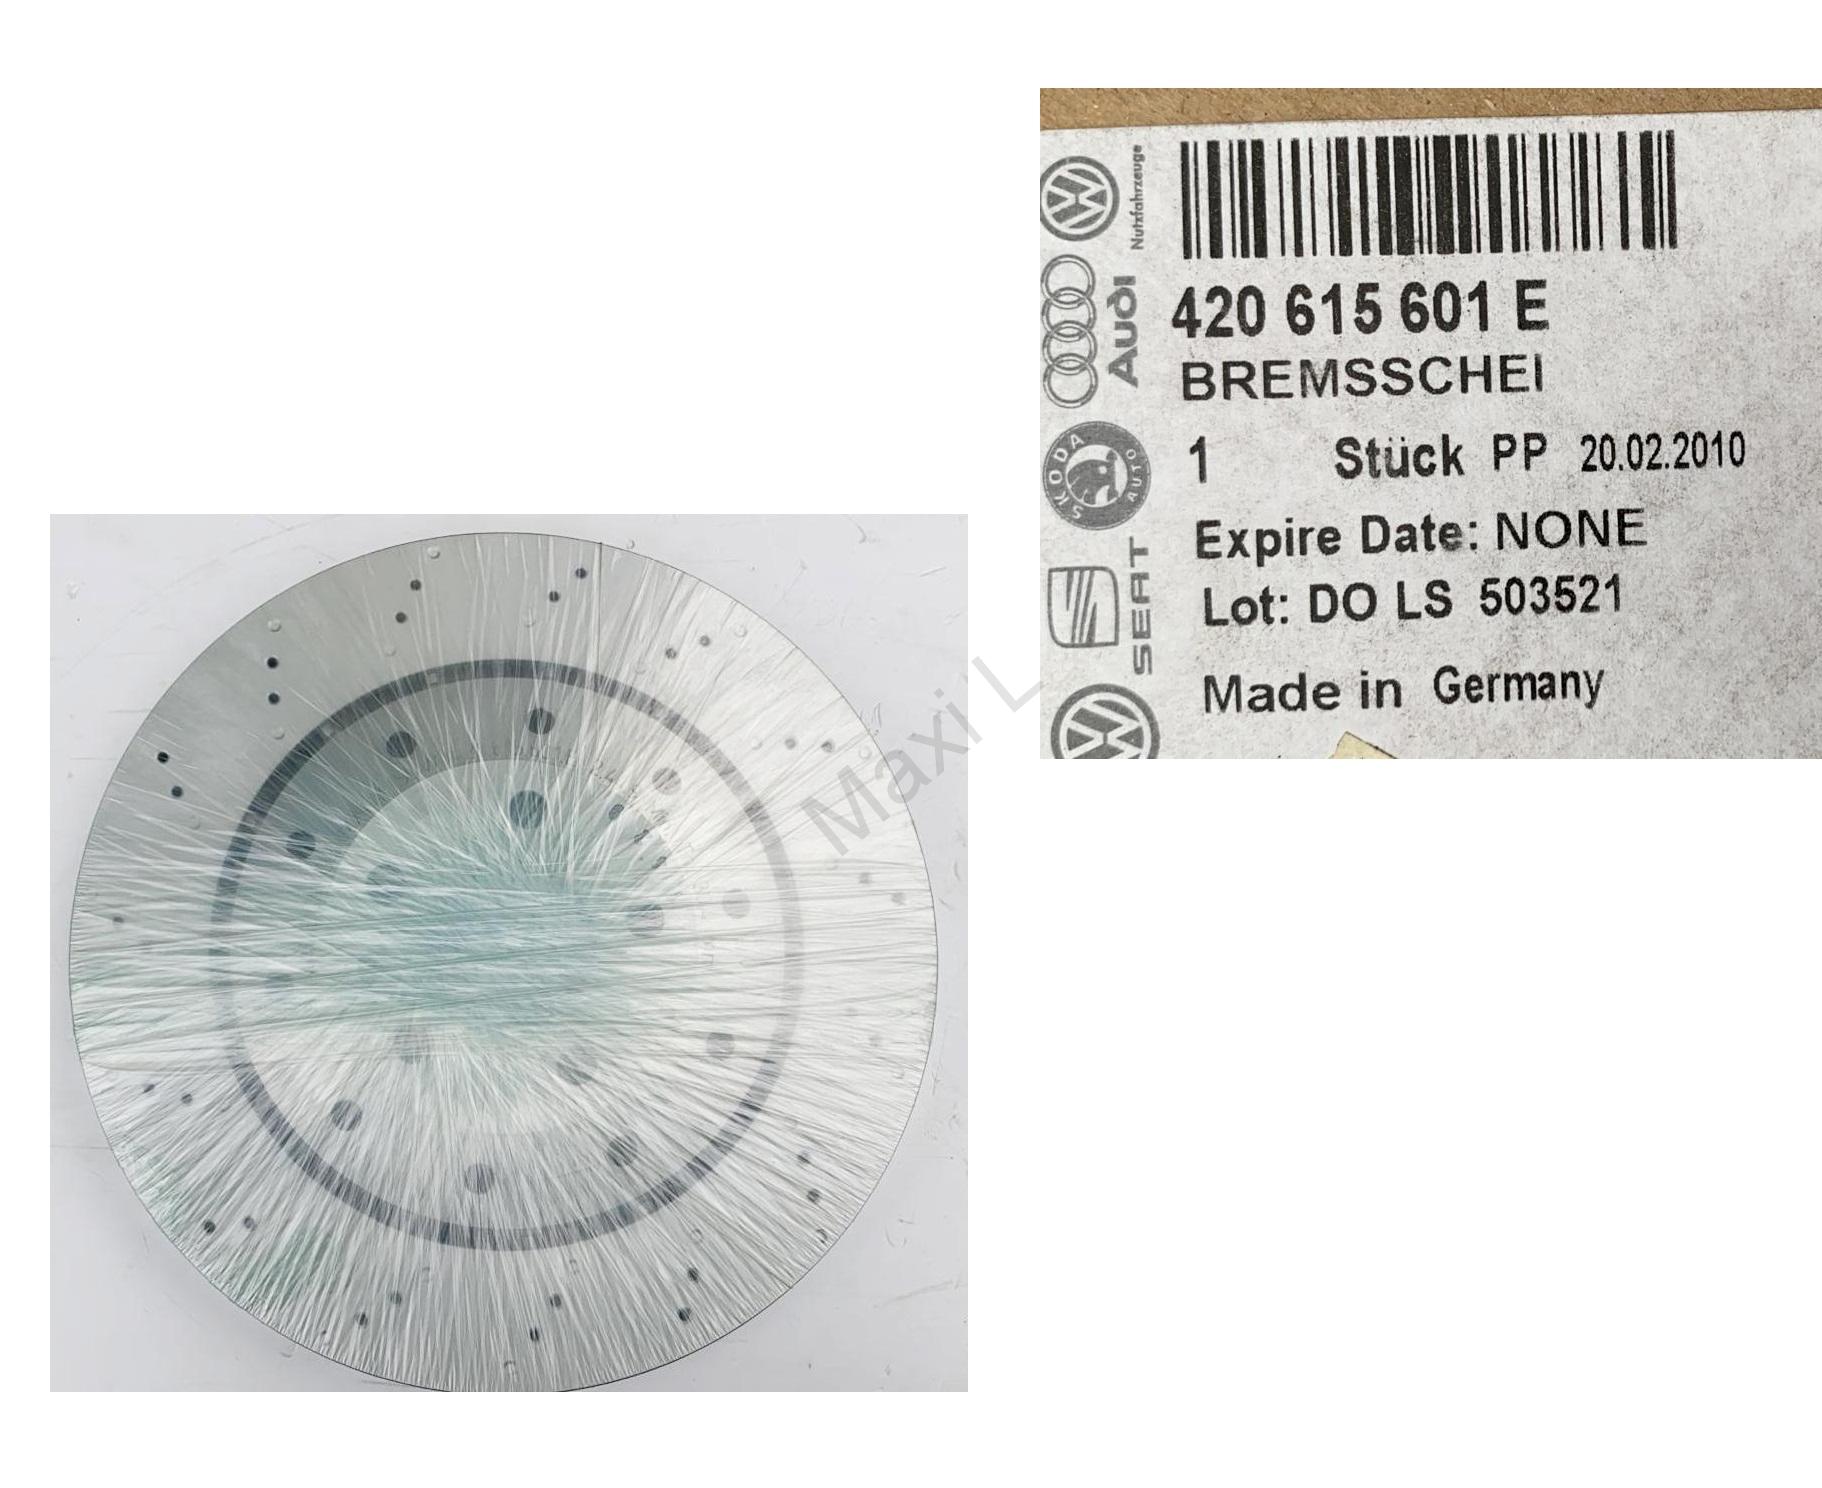 Nutzfahrzeuge
AUDI
SKODA AUTO
SEAT
420 615 601 E
BREMSSCHEI
1 Stück PP 20.02.2010
Expire Date: NONE
Lot: DO LS 503521
Made in Germany
Maxi L